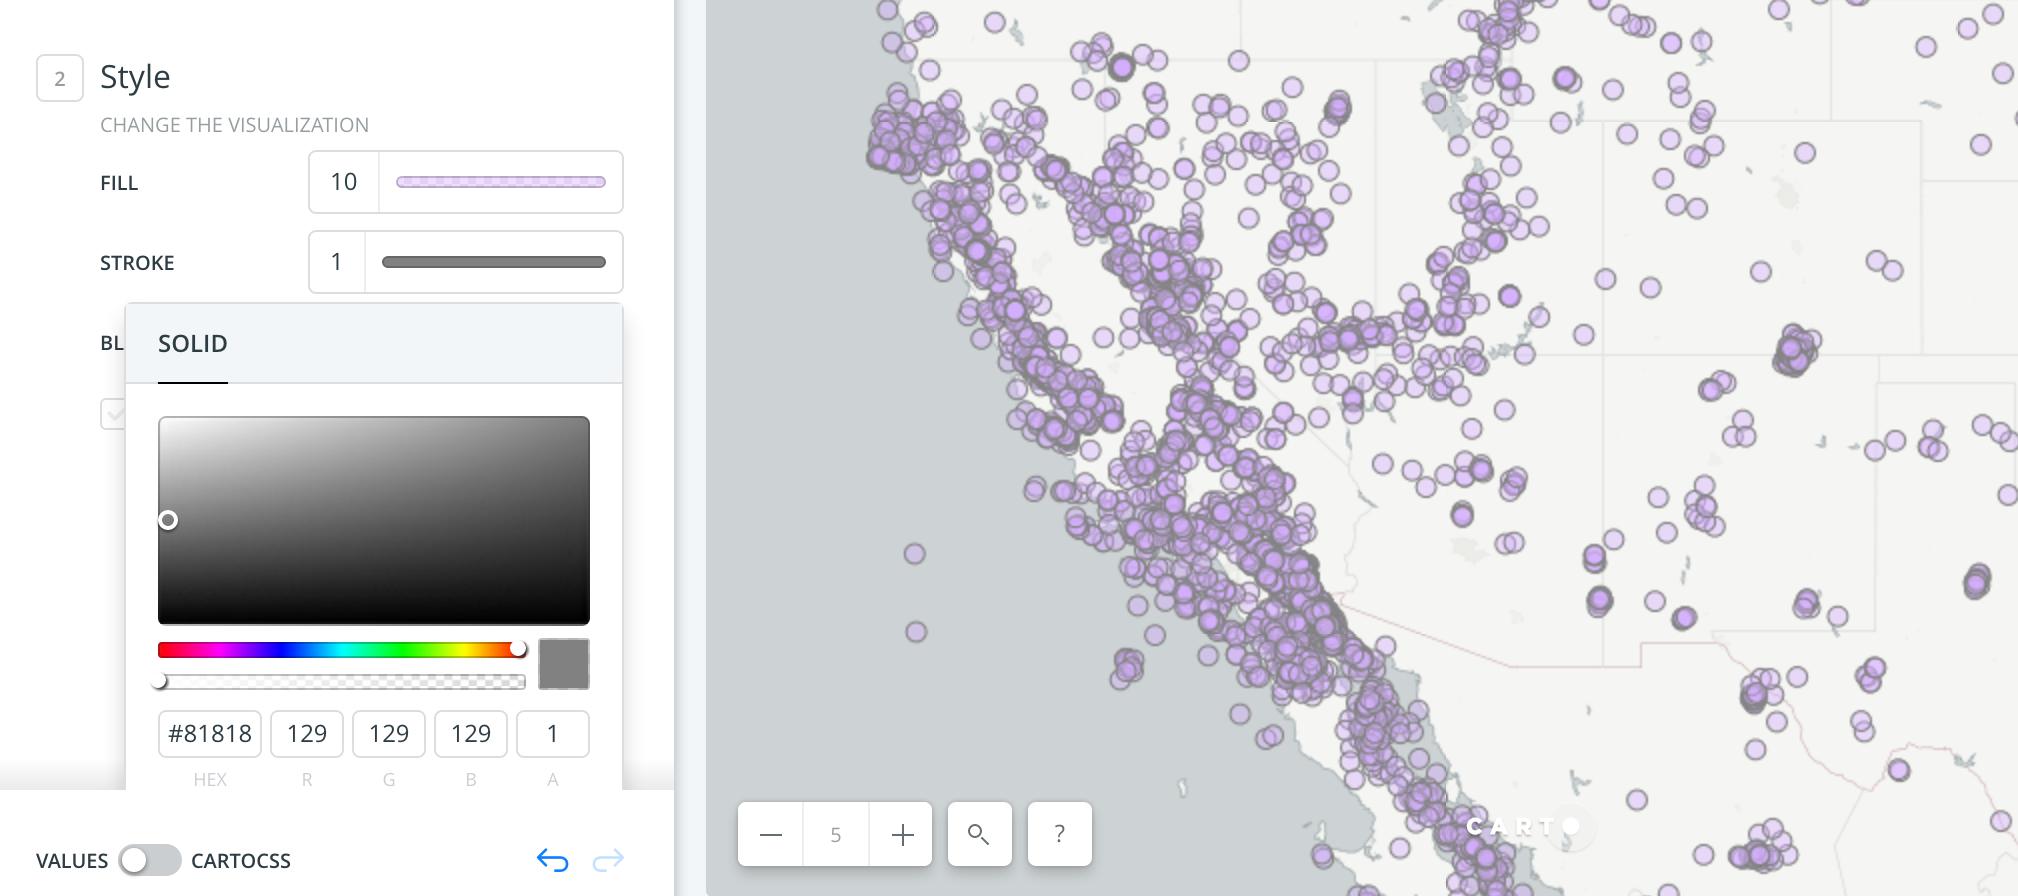 2 Style
CHANGE THE VISUALIZATION
FILL 10
STROKE 1
BL
SOLID
#81818 129 129 129 1
HEX R G B A
VALUES CARTOCSS
5 ?
CARTO